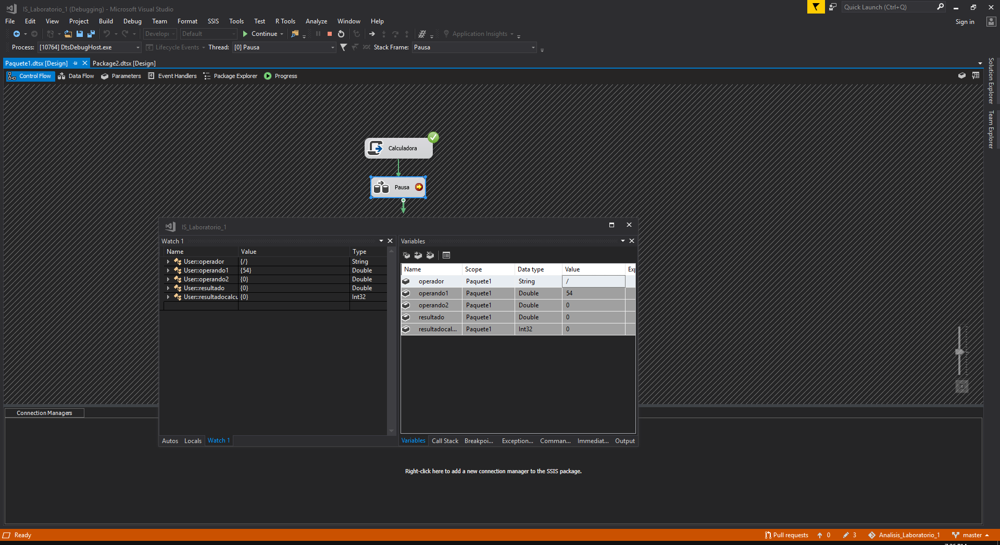 IS_Laboratorio_1 (Debugging) - Microsoft Visual Studio
Quick Launch (Ctrl+Q)
File Edit View Project Build Debug Team Format SSIS Tools Test R Tools Analyze Window Help
Sign in
Developi Default Continue Application Insights
Process: [10764] DtsDebugHost.exe Lifecycle Events Thread: [0] Pausa Stack Frame: Pausa
Paquete1.dtsx [Design] Package2.dtsx [Design]
Control Flow Data Flow Parameters Event Handlers Package Explorer Progress
Solution Explorer
Team Explorer
Calculadora
Pausa
IS_Laboratorio_1
Watch 1
Name Value Type
User::operador {/} String
User::operando1 {54} Double
User::operando2 {0} Double
User::resultado {0} Double
User::resultadocalcu {0} Int32
Autos Locals Watch 1
Variables
Name Scope Data type Value Exp
operador Paquete1 String /
operando1 Paquete1 Double 54
operando2 Paquete1 Double 0
resultado Paquete1 Double 0
resultadocal... Paquete1 Int32 0
Variables Call Stack Breakpoi... Exception... Comman... Immediat... Output
Connection Managers
Right-click here to add a new connection manager to the SSIS package.
Ready
Pull requests 0 3 Analisis_Laboratorio_1 master